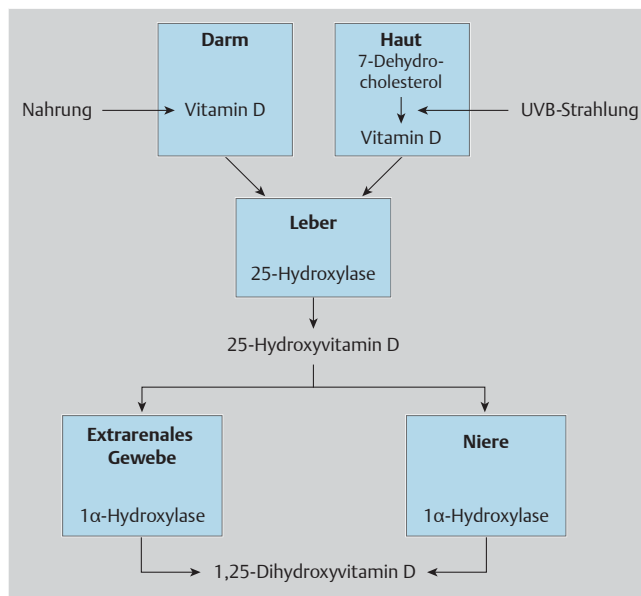 Darm
Haut
7-Dehydro-
cholesterol
Nahrung
Vitamin D
UVB-Strahlung
Vitamin D
Leber
25-Hydroxylase
25-Hydroxyvitamin D
Extrarenales
Gewebe
Niere
1α-Hydroxylase
1α-Hydroxylase
1,25-Dihydroxyvitamin D